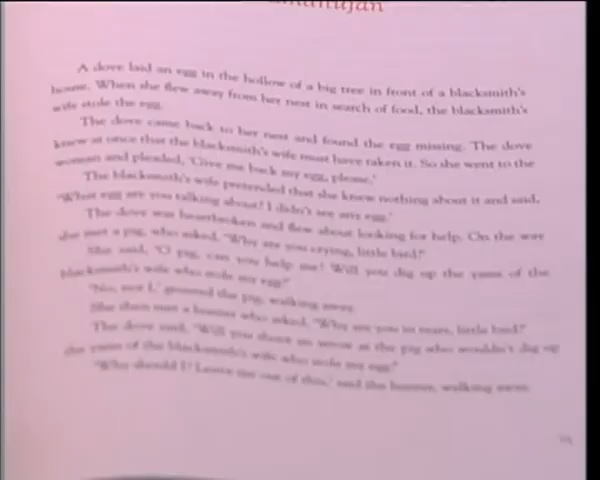 A dove laid an egg in the hollow of a big tree in front of a blacksmith's
house. When she flew away from her nest in search of food, the blacksmith's
wife stole the egg.
The dove came back to her nest and found the egg missing. The dove
knew at once that the blacksmith's wife must have taken it. So she went to the
woman and pleaded, 'Give me back my egg, please.'
The blacksmith's wife pretended that she knew nothing about it and said,
'What egg are you talking about? I didn't see any egg.'
The dove was heartbroken and flew about looking for help. On the way
she met a pig, who asked, 'Why are you crying, little bird?'
She said, 'O pig, can you help me? Will you dig up the yams of the
blacksmith's wife who stole my egg?'
'No, not I,' grunted the pig, walking away.
She then met a hunter who asked, 'Why are you in tears, little bird?'
The dove said, 'Will you shoot an arrow at the pig who wouldn't dig up
the yams of the blacksmith's wife who stole my egg?'
'Why should I? Leave me out of this,' said the hunter, walking away.